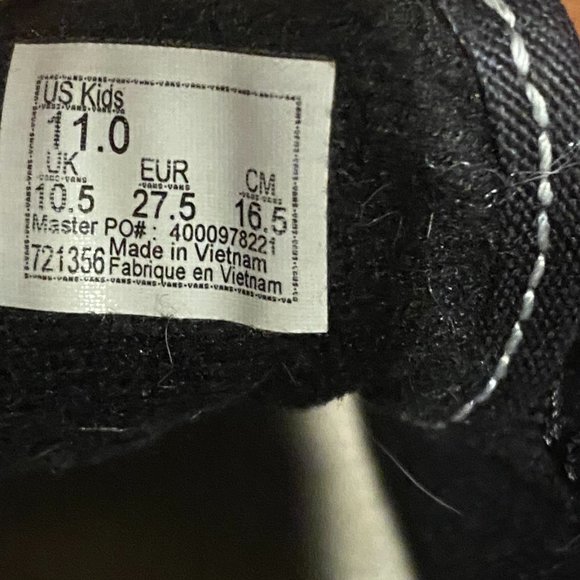 US Kids
11.0
UK EUR CM
10.5 27.5 16.5
Master PO#: 4000978221
Made in Vietnam
721356 Fabrique en Vietnam